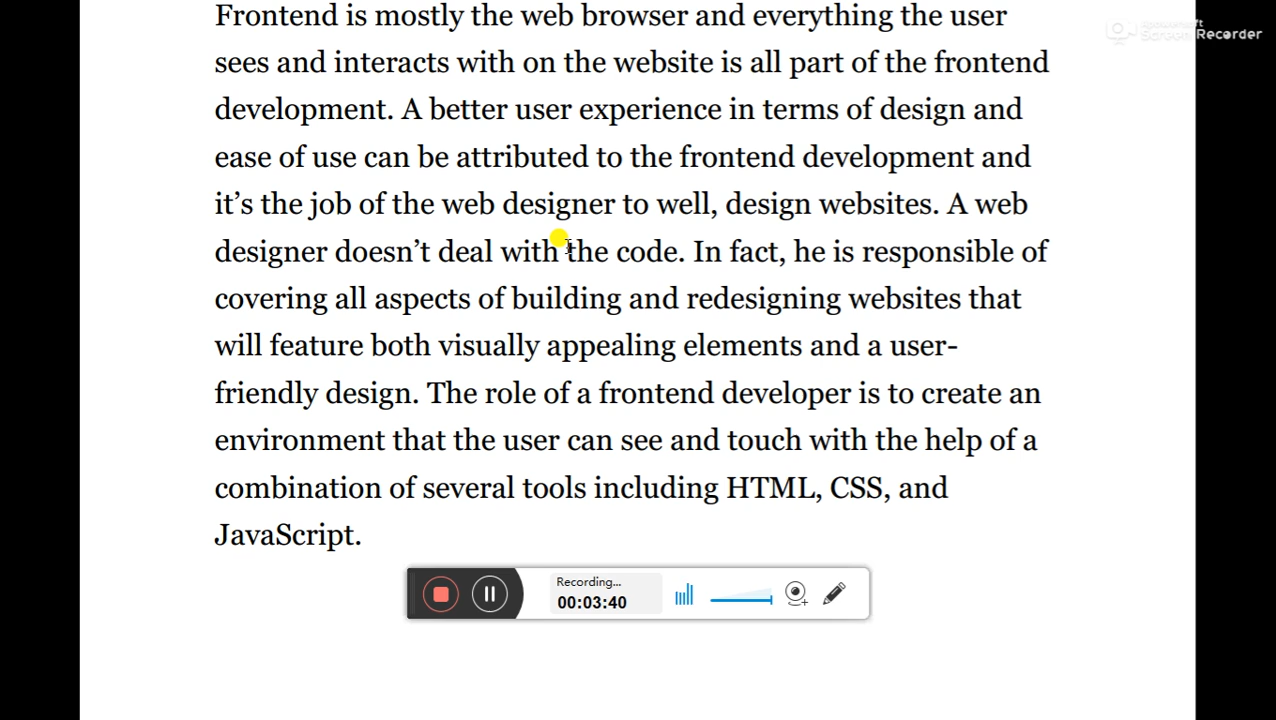 Frontend is mostly the web browser and everything the user
sees and interacts with on the website is all part of the frontend
development. A better user experience in terms of design and
ease of use can be attributed to the frontend development and
it’s the job of the web designer to well, design websites. A web
designer doesn’t deal with the code. In fact, he is responsible of
covering all aspects of building and redesigning websites that
will feature both visually appealing elements and a user-
friendly design. The role of a frontend developer is to create an
environment that the user can see and touch with the help of a
combination of several tools including HTML, CSS, and
JavaScript.
Apowersoft
Screen Recorder
Recording...
00:03:40